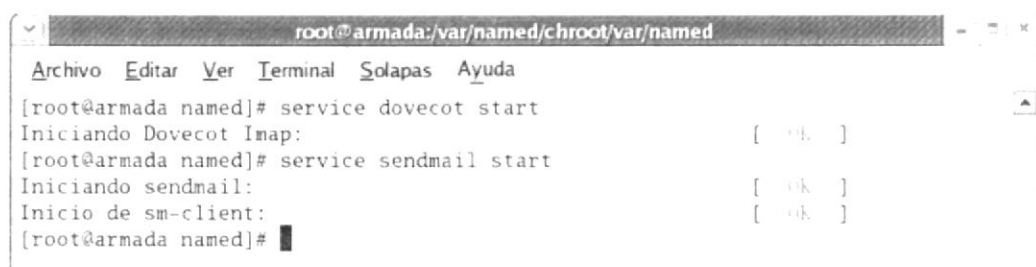 root@armada:/var/named/chroot/var/named
Archivo Editar Ver Terminal Solapas Ayuda
[root@armada named]# service dovecot start
Iniciando Dovecot Imap: [ OK ]
[root@armada named]# service sendmail start
Iniciando sendmail: [ OK ]
Inicio de sm-client: [ OK ]
[root@armada named]#